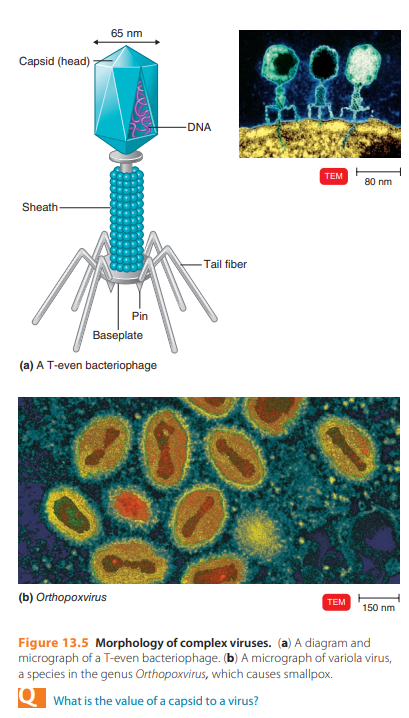 65 nm
Capsid (head)
DNA
TEM
80 nm
Sheath
Tail fiber
Pin
Baseplate
(a) A T-even bacteriophage
(b) Orthopoxvirus
TEM
150 nm
Figure 13.5 Morphology of complex viruses. (a) A diagram and
micrograph of a T-even bacteriophage. (b) A micrograph of variola virus,
a species in the genus Orthopoxvirus, which causes smallpox.
Q
What is the value of a capsid to a virus?